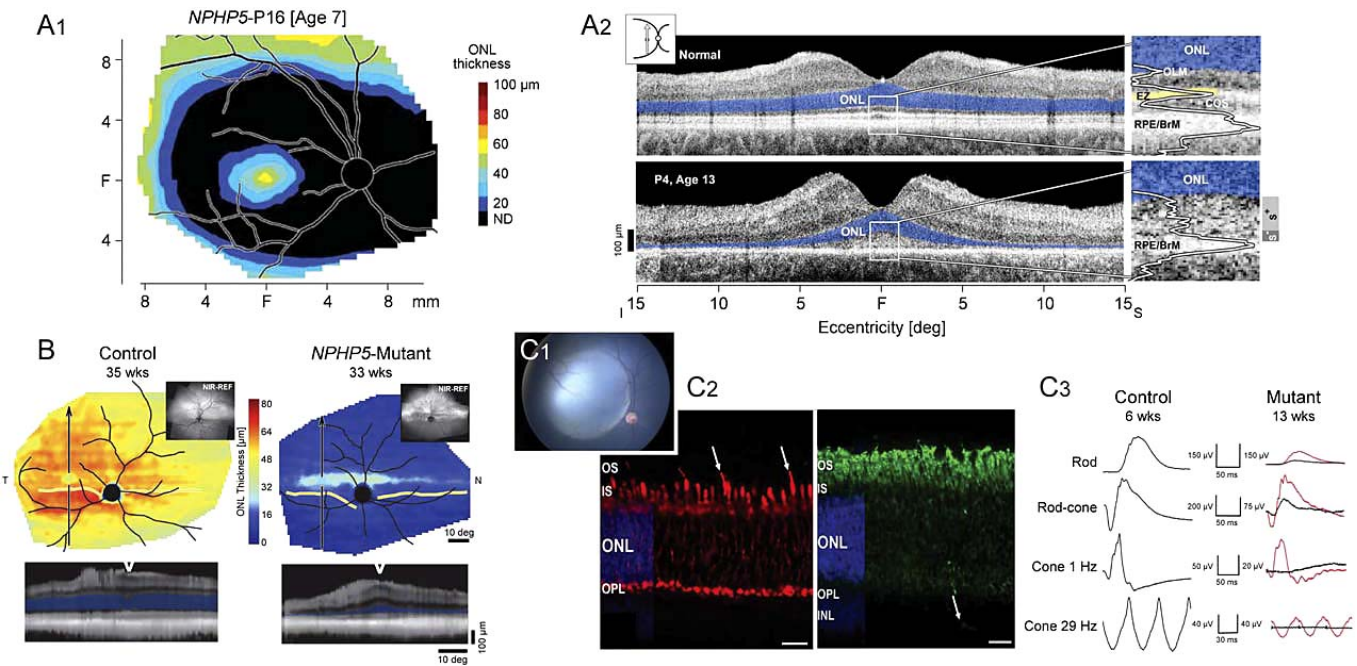 A1
NPHP5-P16 [Age 7]
ONL
thickness
100 µm
80
60
40
20
ND
8
4
F
4
8
4
F
4
8
mm
A2
Normal
ONL
ONL
OLM
EZ
COS
RPE/BrM
P4, Age 13
ONL
ONL
RPE/BrM
S+
S-
100 µm
15
10
5
F
5
10
15
I
S
Eccentricity [deg]
B
Control
35 wks
NIR-REF
T
80
64
48
32
16
0
ONL Thickness [µm]
NPHP5-Mutant
33 wks
NIR-REF
N
10 deg
100 µm
10 deg
C1
C2
OS
IS
ONL
OPL
OS
IS
ONL
OPL
INL
C3
Control
6 wks
Mutant
13 wks
Rod
150 µV
150 µV
50 ms
Rod-cone
200 µV
75 µV
50 ms
Cone 1 Hz
50 µV
20 µV
50 ms
Cone 29 Hz
40 µV
40 µV
30 ms